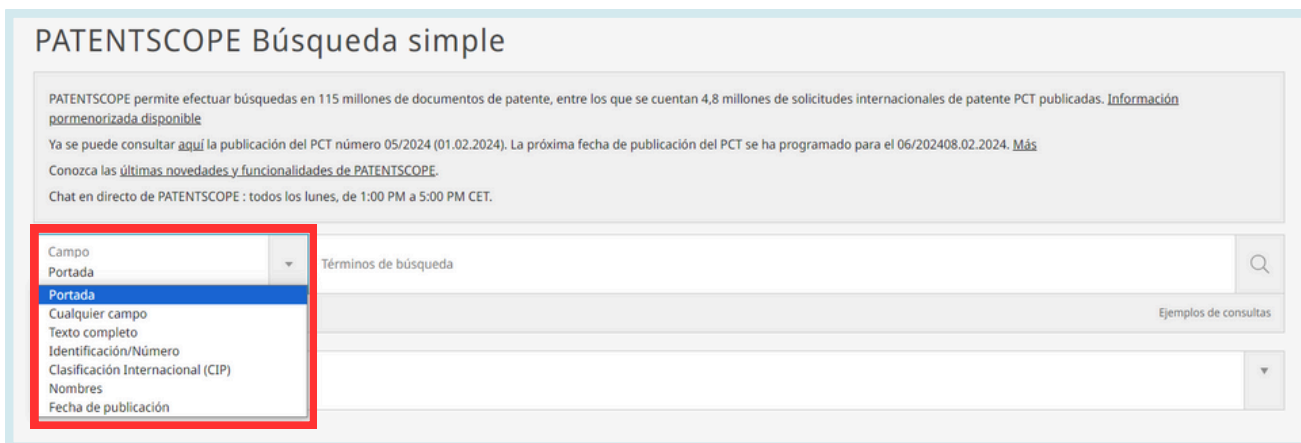 PATENTSCOPE Búsqueda simple
PATENTSCOPE permite efectuar búsquedas en 115 millones de documentos de patente, entre los que se cuentan 4,8 millones de solicitudes internacionales de patente PCT publicadas. Información
pormenorizada disponible
Ya se puede consultar aquí la publicación del PCT número 05/2024 (01.02.2024). La próxima fecha de publicación del PCT se ha programado para el 06/202408.02.2024. Más
Conozca las últimas novedades y funcionalidades de PATENTSCOPE.
Chat en directo de PATENTSCOPE : todos los lunes, de 1:00 PM a 5:00 PM CET.
Campo
Portada
Términos de búsqueda
Portada
Cualquier campo
Texto completo
Identificación/Número
Clasificación Internacional (CIP)
Nombres
Fecha de publicación
Ejemplos de consultas